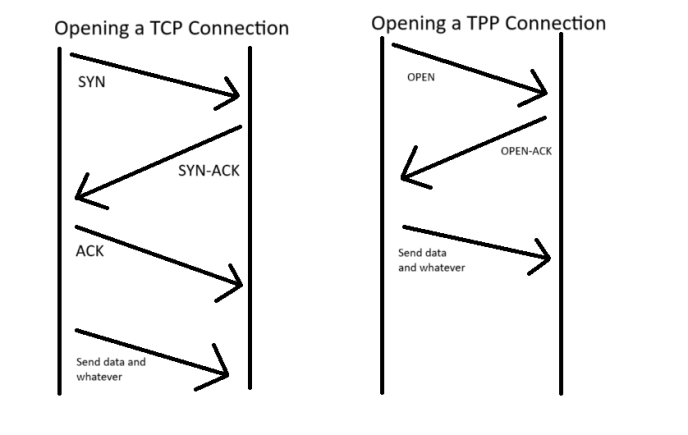 Opening a TCP Connection
SYN
SYN-ACK
ACK
Send data and
whatever
Opening a TPP Connection
OPEN
OPEN-ACK
Send data
and whatever